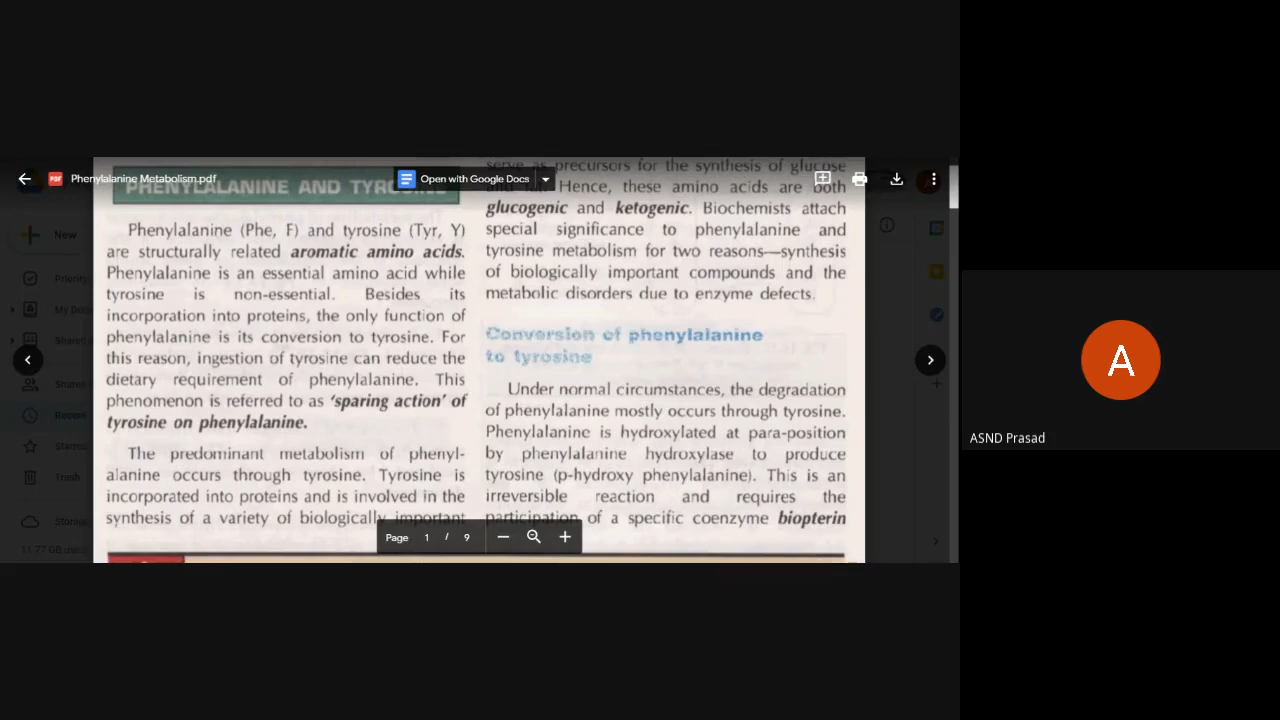 Phenylalanine Metabolism.pdf
Open with Google Docs
PHENYLALANINE AND
Phenylalanine (Phe, F) and tyrosine (Tyr, Y)
are structurally related aromatic amino acids.
Phenylalanine is an essential amino acid while
tyrosine is non-essential. Besides its
incorporation into proteins, the only function of
phenylalanine is its conversion to tyrosine. For
this reason, ingestion of tyrosine can reduce the
dietary requirement of phenylalanine. This
phenomenon is referred to as 'sparing action' of
tyrosine on phenylalanine.
The predominant metabolism of phenyl-
alanine occurs through tyrosine. Tyrosine is
incorporated into proteins and is involved in the
synthesis of a variety of biologically important
serve as precursors for the synthesis of glucose
Hence, these amino acids are both
glucogenic and ketogenic. Biochemists attach
special significance to phenylalanine and
tyrosine metabolism for two reasons—synthesis
of biologically important compounds and the
metabolic disorders due to enzyme defects.
Conversion of phenylalanine
to tyrosine
Under normal circumstances, the degradation
of phenylalanine mostly occurs through tyrosine.
Phenylalanine is hydroxylated at para-position
by phenylalanine hydroxylase to produce
tyrosine (p-hydroxy phenylalanine). This is an
irreversible reaction and requires the
participation of a specific coenzyme biopterin
Page 1 / 9
New
Priority
Shared
Recen
Starred
Trash
11.77 GB
A
ASND Prasad